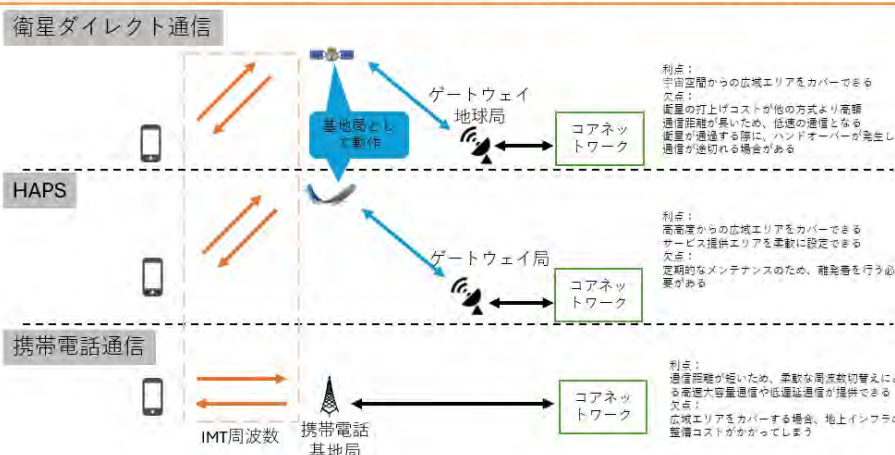 衛星ダイレクト通信
基地局とし
て動作
ゲートウェイ
地球局
コアネッ
トワーク
利点：
宇宙空間からの広域エリアをカバーできる
欠点：
衛星の打上げコストが他の方式より高額
通信距離が長いため、低速の通信となる
衛星が通過する際に、ハンドオーバーが発生し
通信が途切れる場合がある
HAPS
ゲートウェイ局
コアネッ
トワーク
利点：
高高度からの広域エリアをカバーできる
サービス提供エリアを柔軟に設定できる
欠点：
定期的なメンテナンスのため、離発着を行う必
要がある
携帯電話通信
IMT周波数
携帯電話
基地局
コアネッ
トワーク
利点：
通信距離が短いため、柔軟な周波数切替えによ
る高速大容量通信や低遅延通信が提供できる
欠点：
広域エリアをカバーする場合、地上インフラの
整備コストがかかってしまう